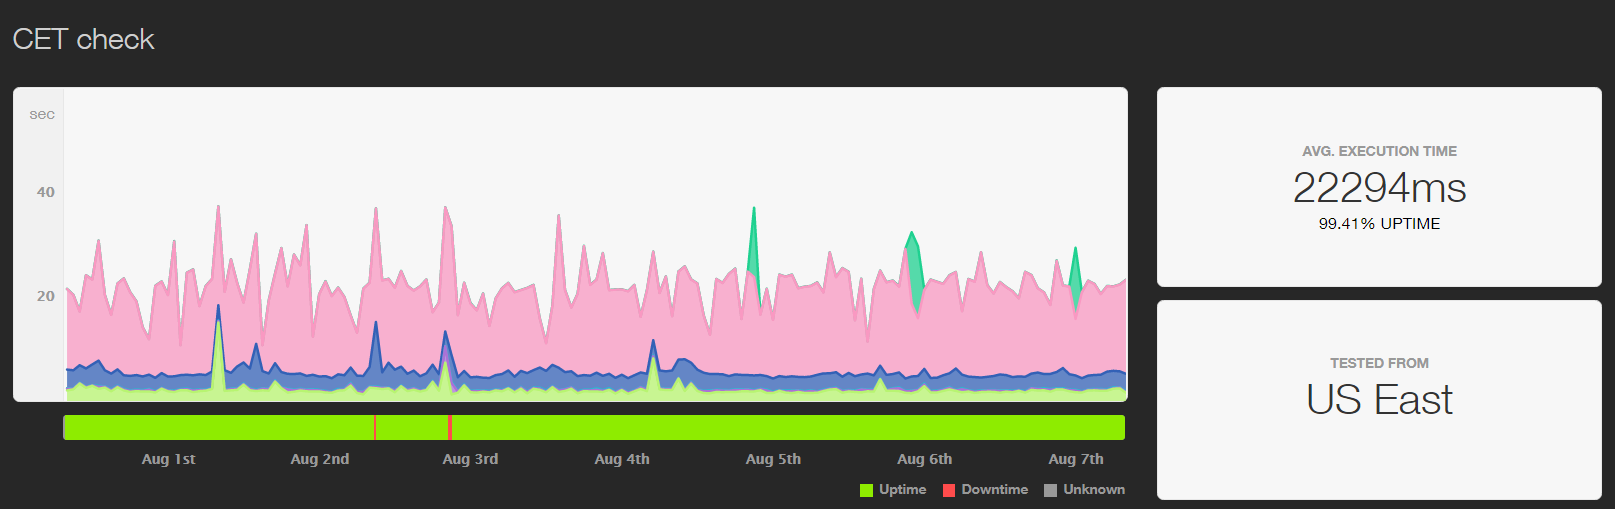 CET check
sec
40
20
Aug 1st Aug 2nd Aug 3rd Aug 4th Aug 5th Aug 6th Aug 7th
Uptime Downtime Unknown
AVG. EXECUTION TIME
22294ms
99.41% UPTIME
TESTED FROM
US East